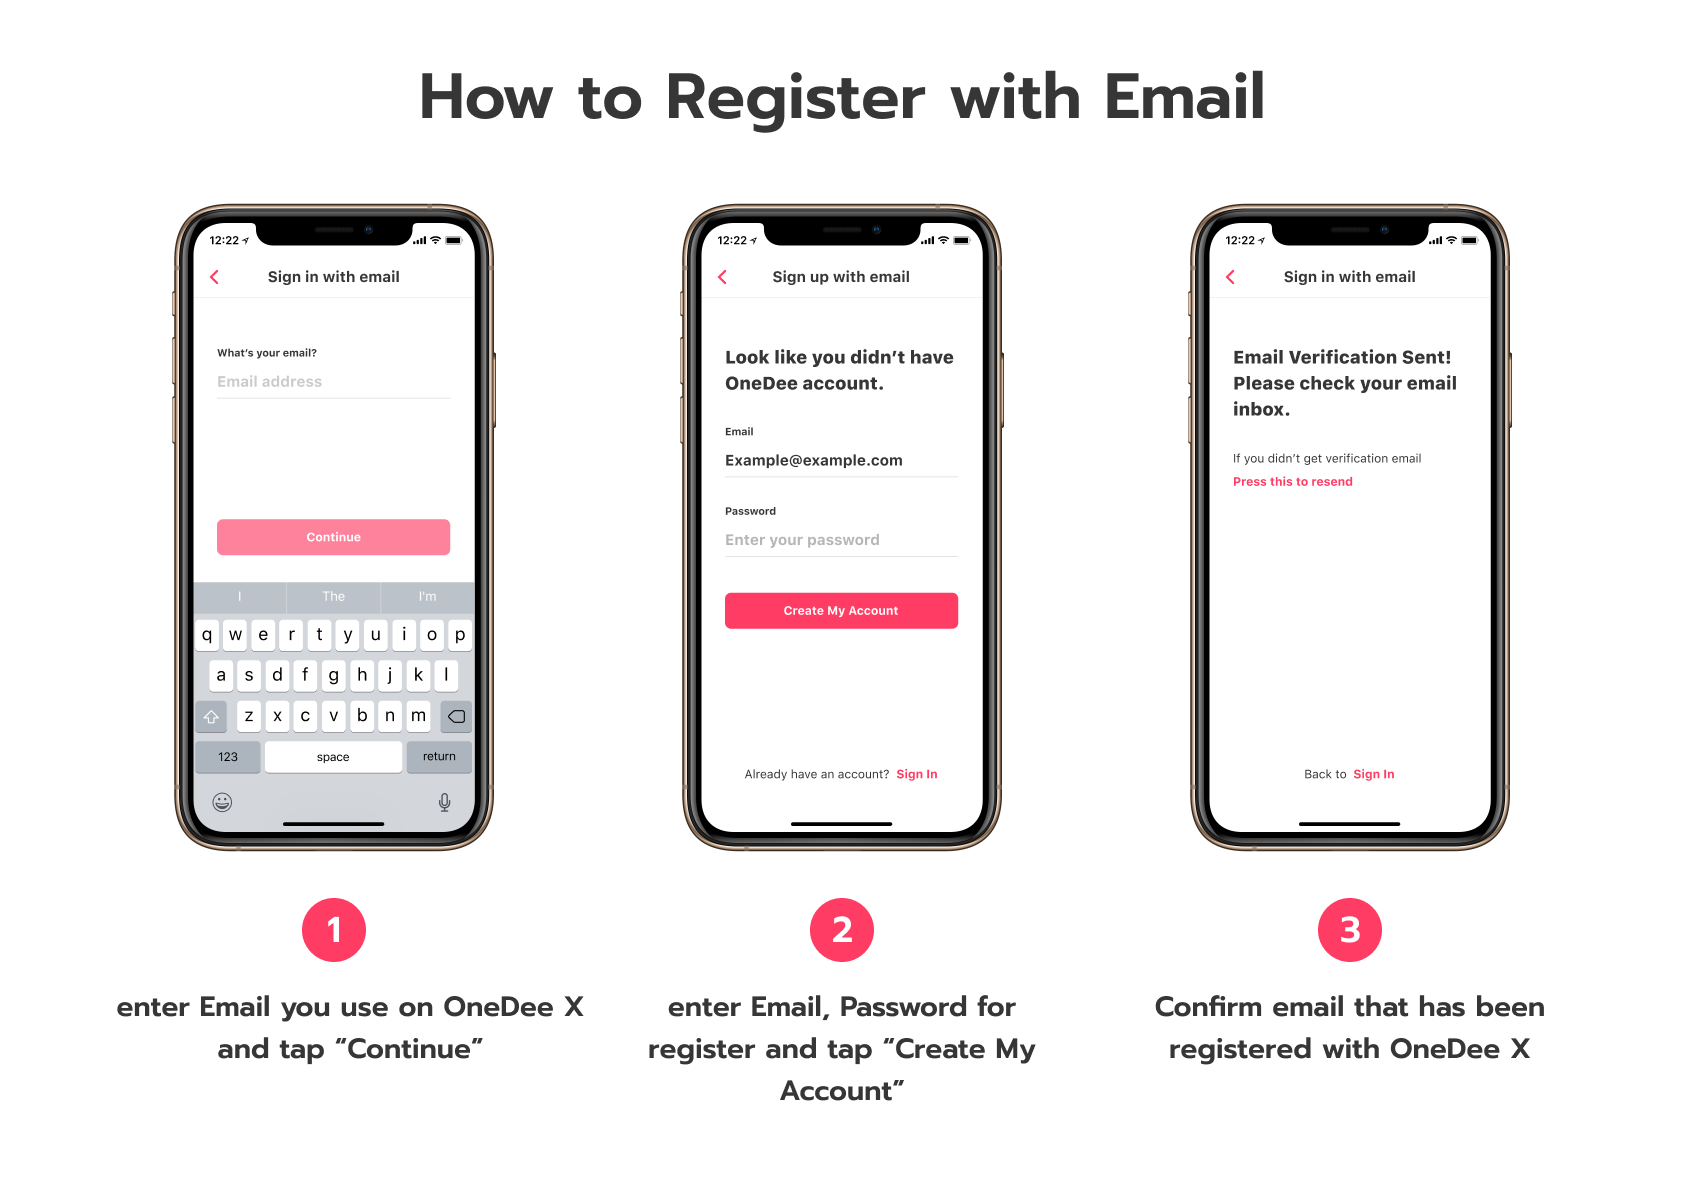 How to Register with Email
12:22
Sign in with email
What's your email?
Email address
Continue
I The I'm
q w e r t y u i o p
a s d f g h j k l
z x c v b n m
123 space return
1
enter Email you use on OneDee X
and tap “Continue”
12:22
Sign up with email
Look like you didn't have
OneDee account.
Email
Example@example.com
Password
Enter your password
Create My Account
Already have an account? Sign In
2
enter Email, Password for
register and tap “Create My
Account”
12:22
Sign in with email
Email Verification Sent!
Please check your email
inbox.
If you didn't get verification email
Press this to resend
Back to Sign In
3
Confirm email that has been
registered with OneDee X